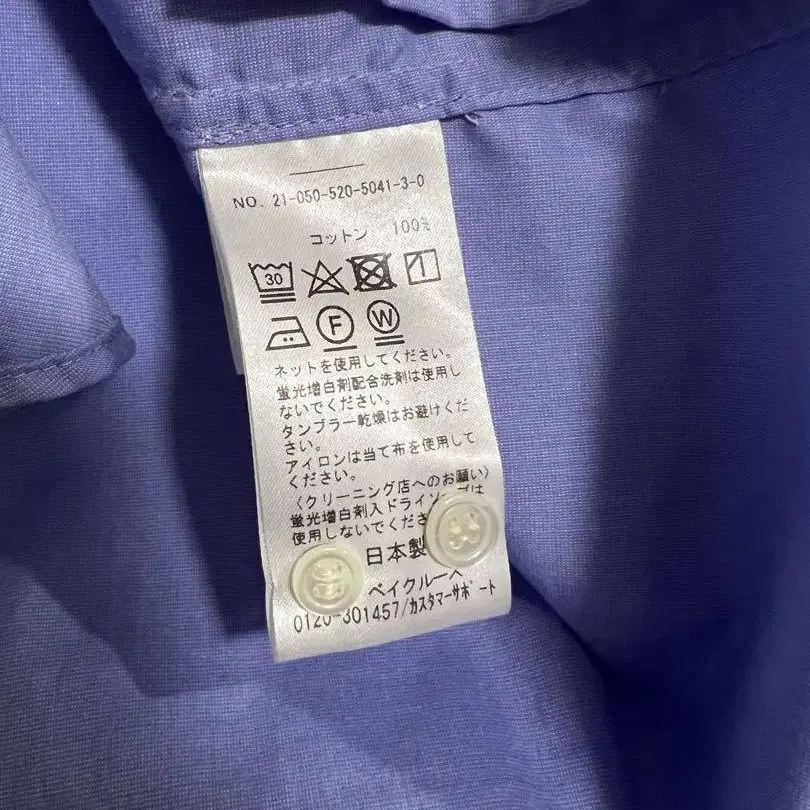 NO. 21-050-520-5041-3-0
コットン 100%
30
F W
ネットを使用してください。
蛍光増白剤配合洗剤は使用し
ないでください。
タンブラー乾燥はお避けくだ
さい。
アイロンは当て布を使用して
ください。
〈クリーニング店へのお願い〉
蛍光増白剤入ドライソープは
使用しないでくださ
日本製
ベイクルーズ
0120-301457/カスタマーサポート